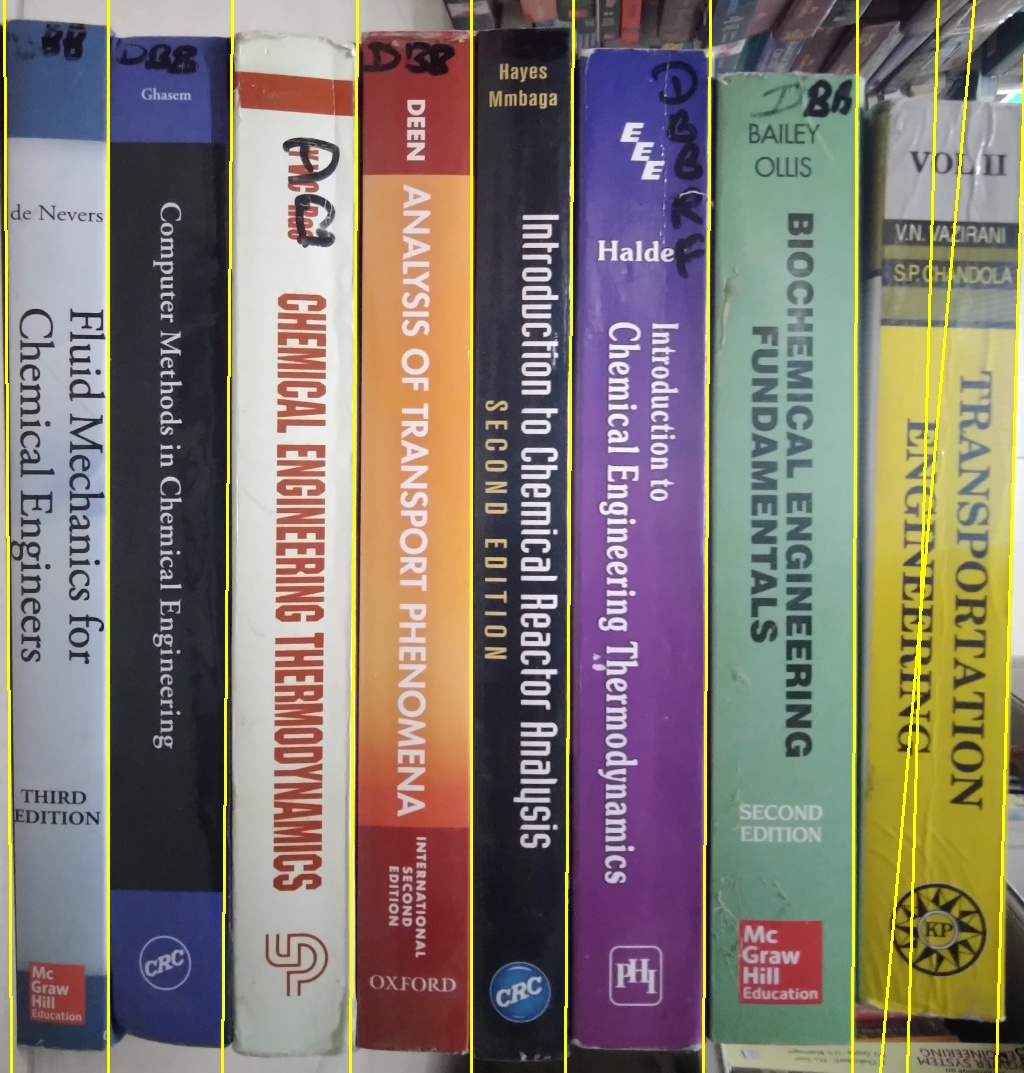 de Nevers
Fluid Mechanics for
Chemical Engineers
THIRD
EDITION
Mc
Graw
Hill
Education
DBB
Ghasem
Computer Methods in Chemical Engineering
CRC
CHEMICAL ENGINEERING THERMODYNAMICS
DEEN
ANALYSIS OF TRANSPORT PHENOMENA
INTERNATIONAL
SECOND
EDITION
OXFORD
Hayes
Mmbaga
Introduction to Chemical Reactor Analysis
SECOND EDITION
CRC
EEE
Halde
Introduction to
Chemical Engineering Thermodynamics
PHI
BAILEY
OLLIS
BIOCHEMICAL ENGINEERING
FUNDAMENTALS
SECOND
EDITION
Mc
Graw
Hill
Education
VOL II
V.N. VAZIRANI
S.P. CHANDOLA
TRANSPORTATION
ENGINEERING
KP